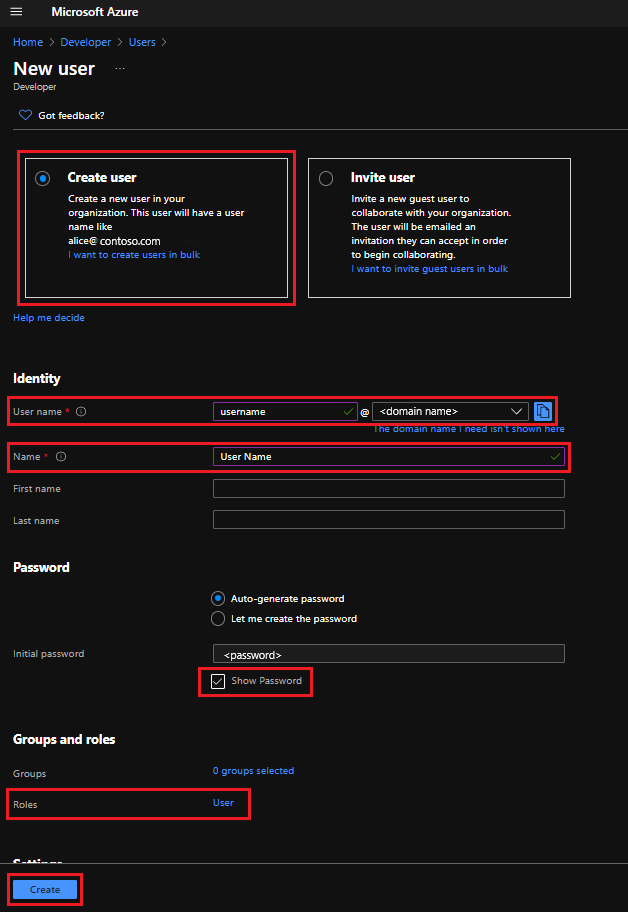 Microsoft Azure
Home > Developer > Users >
New user ...
Developer
Got feedback?
Create user
Create a new user in your
organization. This user will have a user
name like
alice@ contoso.com
I want to create users in bulk
Invite user
Invite a new guest user to
collaborate with your organization.
The user will be emailed an
invitation they can accept in order
to begin collaborating.
I want to invite guest users in bulk
Help me decide
Identity
User name * username @ <domain name>
The domain name I need isn't shown here
Name * User Name
First name
Last name
Password
Auto-generate password
Let me create the password
Initial password <password>
Show Password
Groups and roles
Groups 0 groups selected
Roles User
Settings
Create